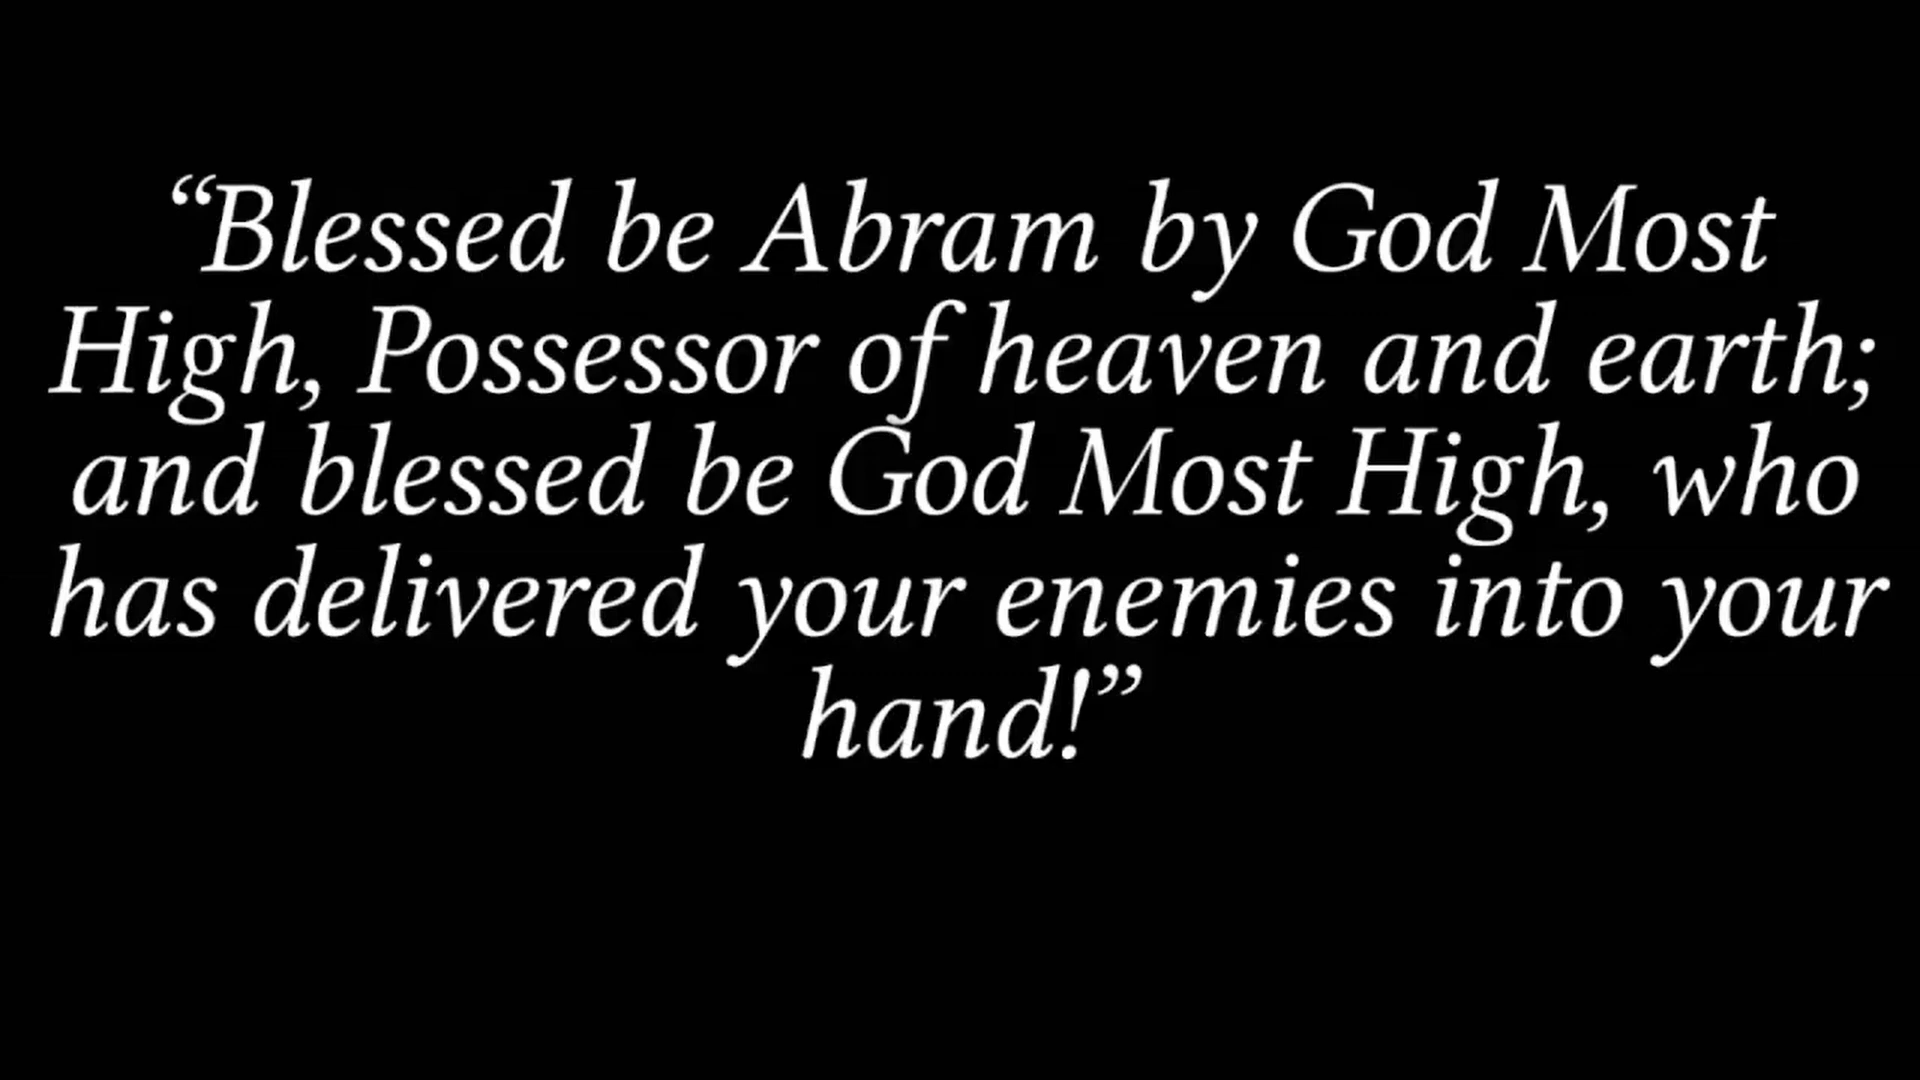 “Blessed be Abram by God Most
High, Possessor of heaven and earth;
and blessed be God Most High, who
has delivered your enemies into your
hand!”